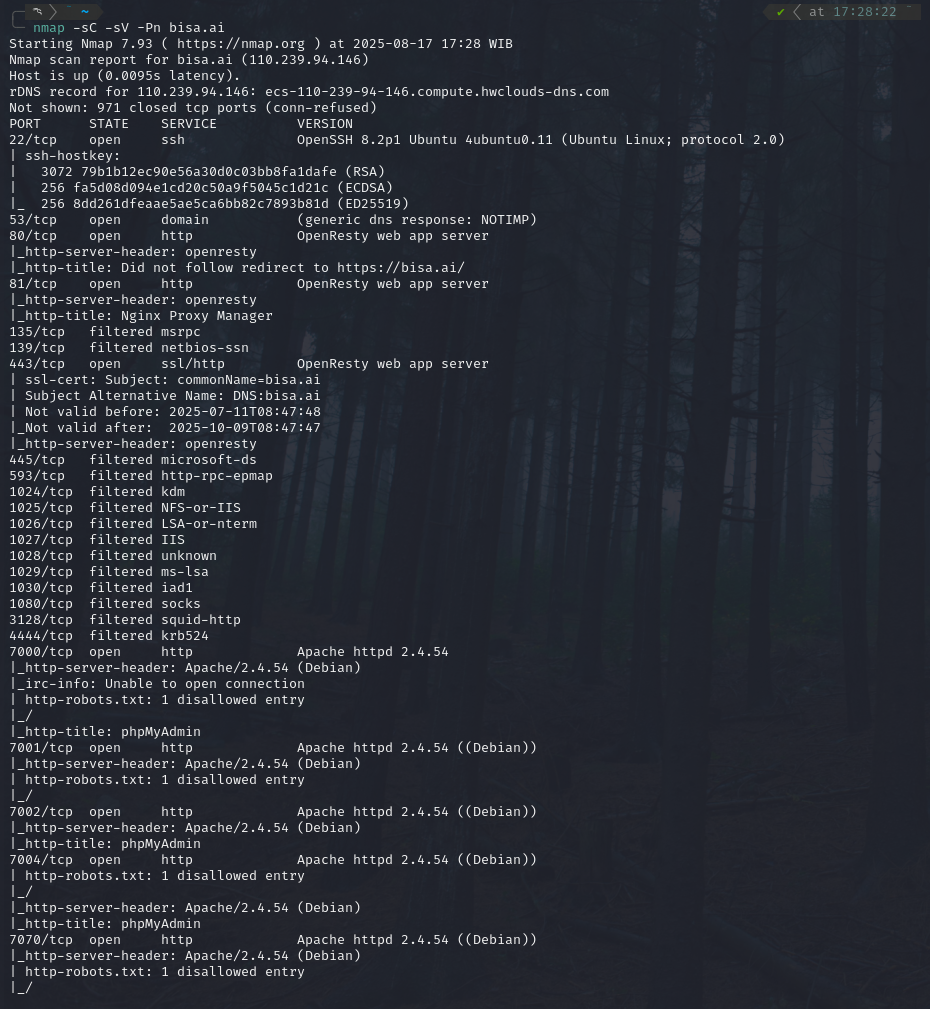 ~ at 17:28:22
nmap -sC -sV -Pn bisa.ai
Starting Nmap 7.93 ( https://nmap.org ) at 2025-08-17 17:28 WIB
Nmap scan report for bisa.ai (110.239.94.146)
Host is up (0.0095s latency).
rDNS record for 110.239.94.146: ecs-110-239-94-146.compute.hwclouds-dns.com
Not shown: 971 closed tcp ports (conn-refused)
PORT     STATE    SERVICE          VERSION
22/tcp   open     ssh              OpenSSH 8.2p1 Ubuntu 4ubuntu0.11 (Ubuntu Linux; protocol 2.0)
| ssh-hostkey:
|   3072 79b1b12ec90e56a30d0c03bb8fa1dafe (RSA)
|   256 fa5d08d094e1cd20c50a9f5045c1d21c (ECDSA)
|_  256 8dd261dfeaae5ae5ca6bb82c7893b81d (ED25519)
53/tcp   open     domain           (generic dns response: NOTIMP)
80/tcp   open     http             OpenResty web app server
|_http-server-header: openresty
|_http-title: Did not follow redirect to https://bisa.ai/
81/tcp   open     http             OpenResty web app server
|_http-server-header: openresty
|_http-title: Nginx Proxy Manager
135/tcp  filtered msrpc
139/tcp  filtered netbios-ssn
443/tcp  open     ssl/http         OpenResty web app server
| ssl-cert: Subject: commonName=bisa.ai
| Subject Alternative Name: DNS:bisa.ai
| Not valid before: 2025-07-11T08:47:48
|_Not valid after:  2025-10-09T08:47:47
|_http-server-header: openresty
445/tcp  filtered microsoft-ds
593/tcp  filtered http-rpc-epmap
1024/tcp filtered kdm
1025/tcp filtered NFS-or-IIS
1026/tcp filtered LSA-or-nterm
1027/tcp filtered IIS
1028/tcp filtered unknown
1029/tcp filtered ms-lsa
1030/tcp filtered iad1
1080/tcp filtered socks
3128/tcp filtered squid-http
4444/tcp filtered krb524
7000/tcp open     http             Apache httpd 2.4.54
|_http-server-header: Apache/2.4.54 (Debian)
|_irc-info: Unable to open connection
| http-robots.txt: 1 disallowed entry
|_/
|_http-title: phpMyAdmin
7001/tcp open     http             Apache httpd 2.4.54 ((Debian))
|_http-server-header: Apache/2.4.54 (Debian)
| http-robots.txt: 1 disallowed entry
|_/
7002/tcp open     http             Apache httpd 2.4.54 ((Debian))
|_http-server-header: Apache/2.4.54 (Debian)
|_http-title: phpMyAdmin
7004/tcp open     http             Apache httpd 2.4.54 ((Debian))
| http-robots.txt: 1 disallowed entry
|_/
|_http-server-header: Apache/2.4.54 (Debian)
|_http-title: phpMyAdmin
7070/tcp open     http             Apache httpd 2.4.54 ((Debian))
|_http-server-header: Apache/2.4.54 (Debian)
| http-robots.txt: 1 disallowed entry
|_/